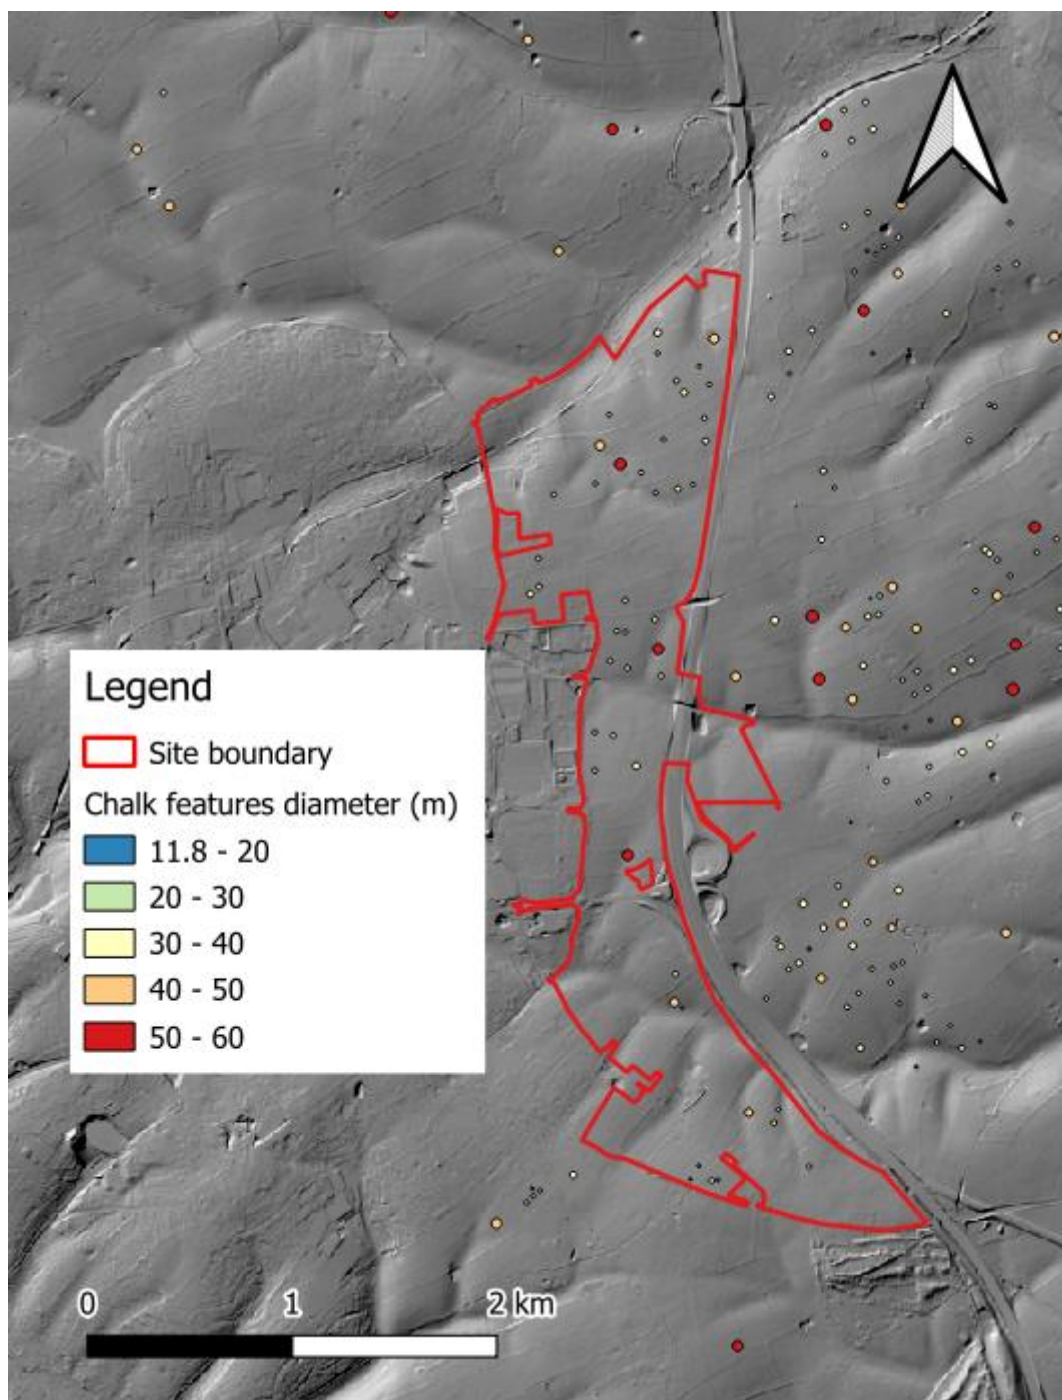 Legend
Site boundary
Chalk features diameter (m)
11.8 - 20
20 - 30
30 - 40
40 - 50
50 - 60
0 1 2 km